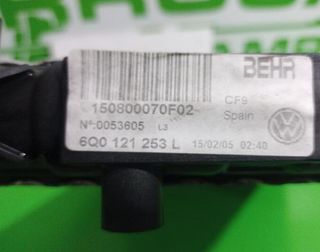 BEHR
150800070F02
CF9
Nº:0053605 L3
Spain
6Q0 121 253 L
15/02/05 02:40